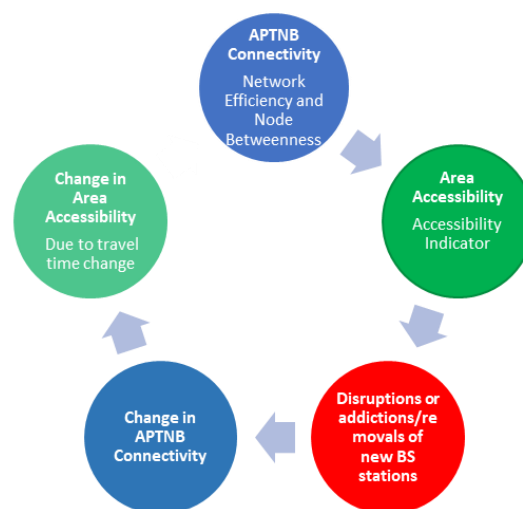 APTNB
Connectivity
Network
Efficiency and
Node
Betweenness
Area
Accessibility
Accessibility
Indicator
Disruptions or
addictions/re
movals of
new BS
stations
Change in
APTNB
Connectivity
Change in
Area
Accessibility
Due to travel
time change